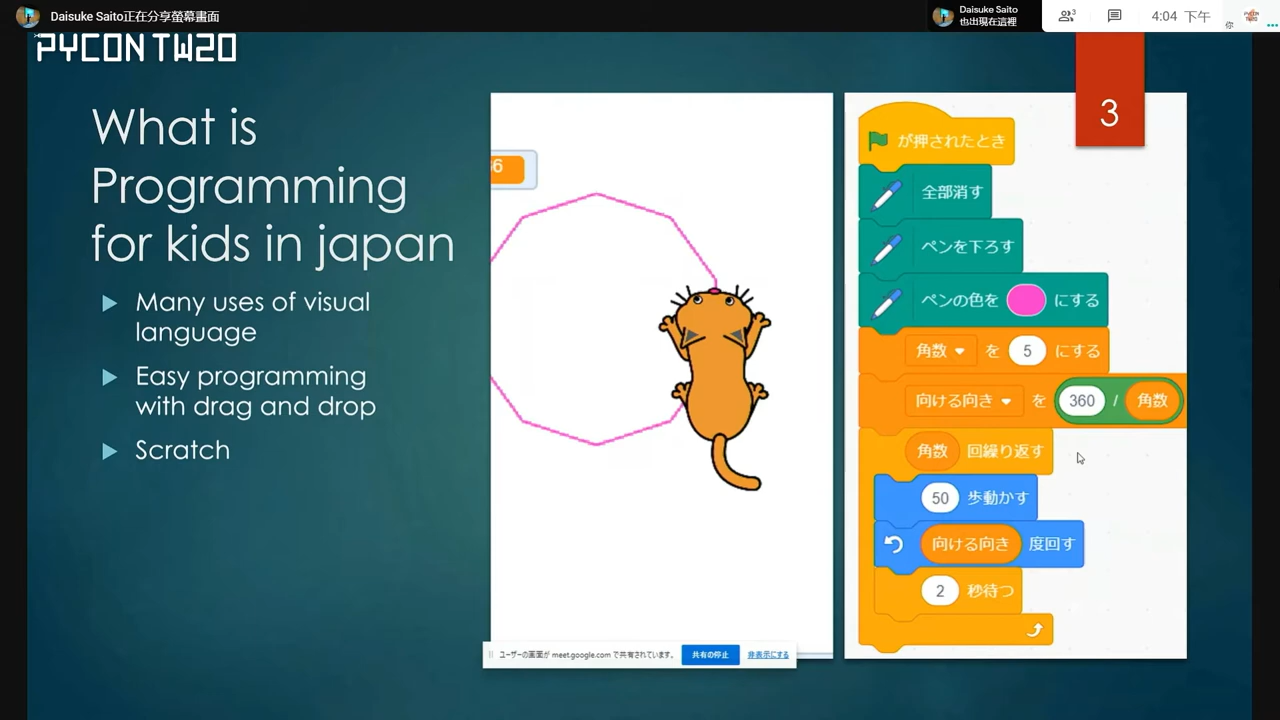 Daisuke Saito正在分享螢幕畫面
Daisuke Saito
也出現在這裡
3
4:04 下午
你
PYCON TW20
3
What is
Programming
for kids in japan
Many uses of visual
language
Easy programming
with drag and drop
Scratch
が押されたとき
全部消す
ペンを下ろす
ペンの色を にする
角数 を 5 にする
向ける向き を 360 / 角数
角数 回繰り返す
50 歩動かす
向ける向き 度回す
2 秒待つ
ユーザーの画面が meet.google.com で共有されています。 共有の停止 非表示にする